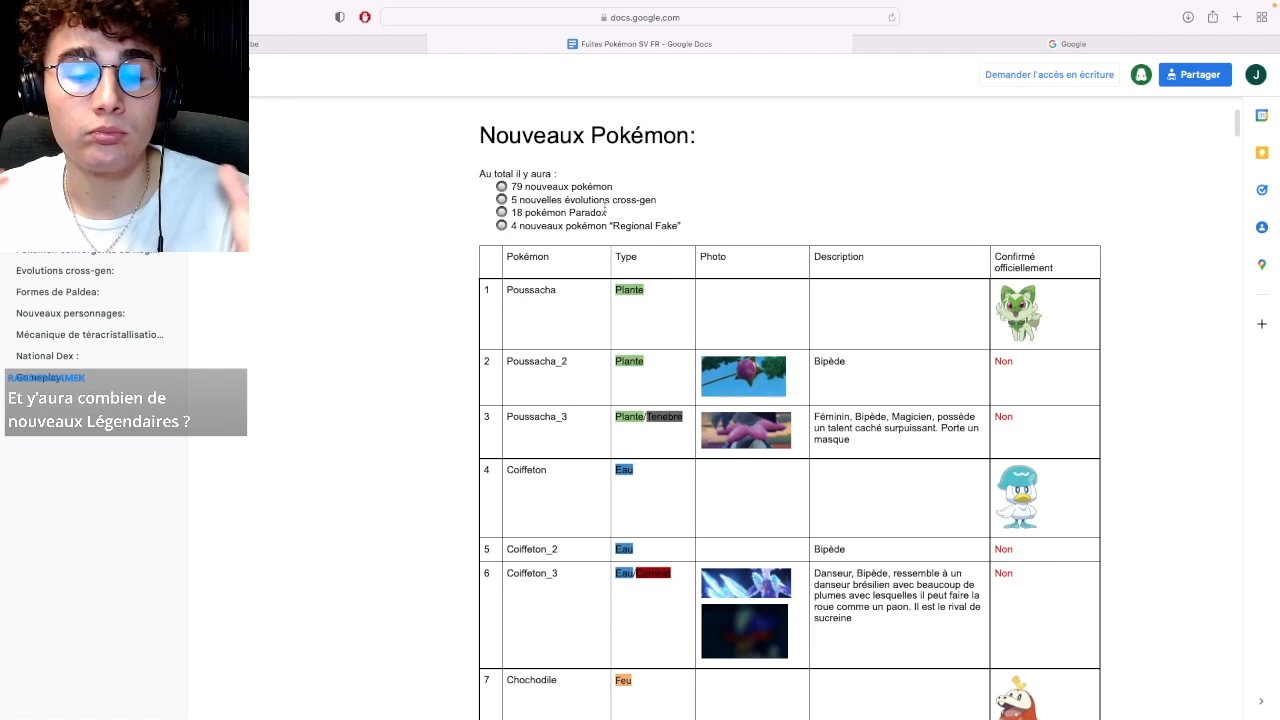 docs.google.com
be
Fuites Pokémon SV FR - Google Docs
Google
Demander l'accès en écriture
Partager
J
Nouveaux Pokémon:
Au total il y aura :
79 nouveaux pokémon
5 nouvelles évolutions cross-gen
18 pokémon Paradox
4 nouveaux pokémon "Regional Fake"
Evolutions cross-gen:
Formes de Paldea:
Nouveaux personnages:
Mécanique de téracristallisatio...
National Dex :
Et y'aura combien de
nouveaux Légendaires ?
Pokémon Type Photo Description Confirmé
officiellement
1 Poussacha Plante
2 Poussacha_2 Plante Bipède Non
3 Poussacha_3 Plante/Tenebre Féminin, Bipède, Magicien, possède Non
un talent caché surpuissant. Porte un
masque
4 Coiffeton Eau
5 Coiffeton_2 Eau Bipède Non
6 Coiffeton_3 Eau/Combat Danseur, Bipède, ressemble à un Non
danseur brésilien avec beaucoup de
plumes avec lesquelles il peut faire la
roue comme un paon. Il est le rival de
sucreine
7 Chochodile Feu